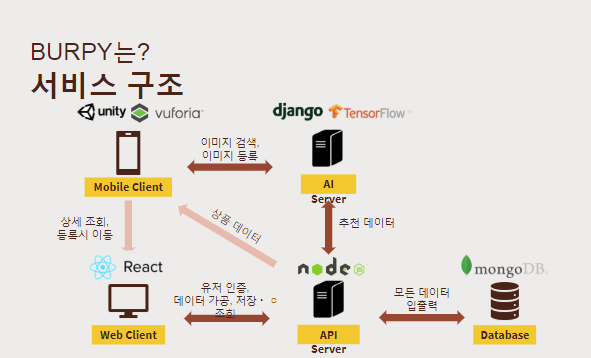 BURPY는?
서비스 구조
unity
vuforia™
django
TensorFlow™
이미지 검색,
이미지 등록
Mobile Client
AI
Server
상세 조회,
등록시 이동
상품 데이터
추천 데이터
React
node
JS
mongoDB
유저 인증,
데이터 가공, 저장 ·
조회
모든 데이터
입출력
Web Client
API
Server
Database